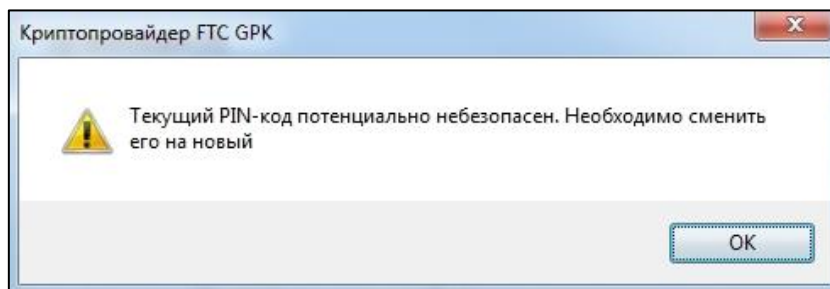 Криптопровайдер FTC GPK
Текущий PIN-код потенциально небезопасен. Необходимо сменить
его на новый
OK